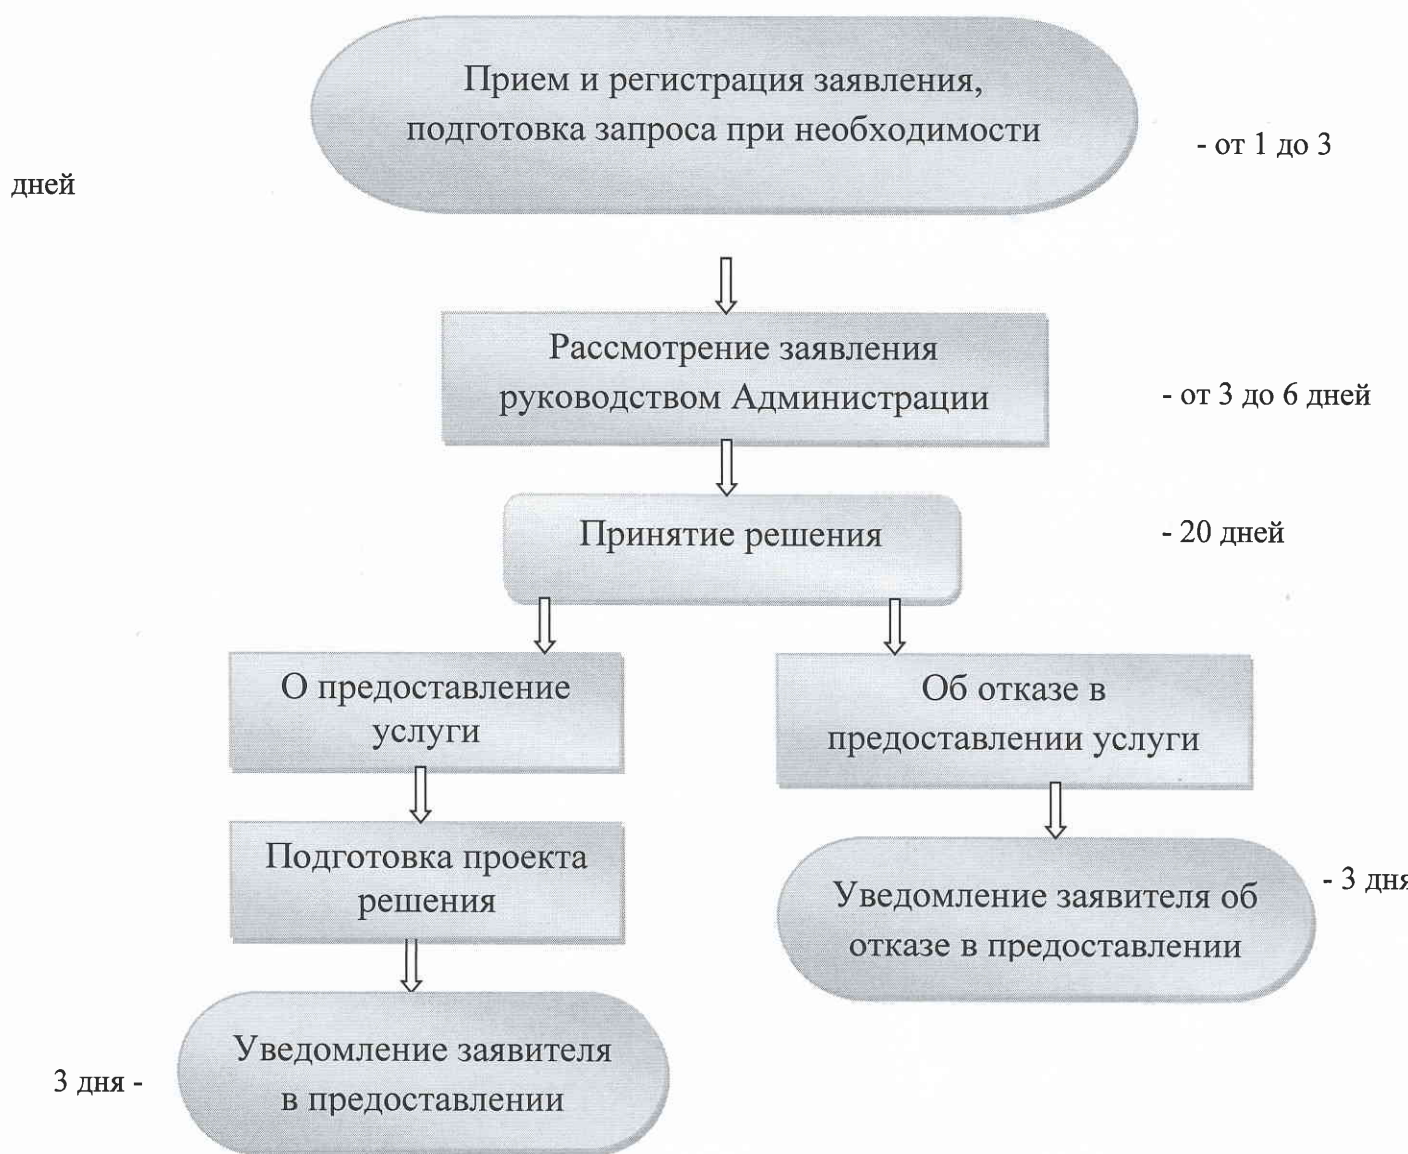 Прием и регистрация заявления,
подготовка запроса при необходимости
- от 1 до 3
дней
Рассмотрение заявления
руководством Администрации
- от 3 до 6 дней
Принятие решения
- 20 дней
О предоставление
услуги
Об отказе в
предоставлении услуги
Подготовка проекта
решения
Уведомление заявителя об
отказе в предоставлении
- 3 дня
Уведомление заявителя
в предоставлении
3 дня -